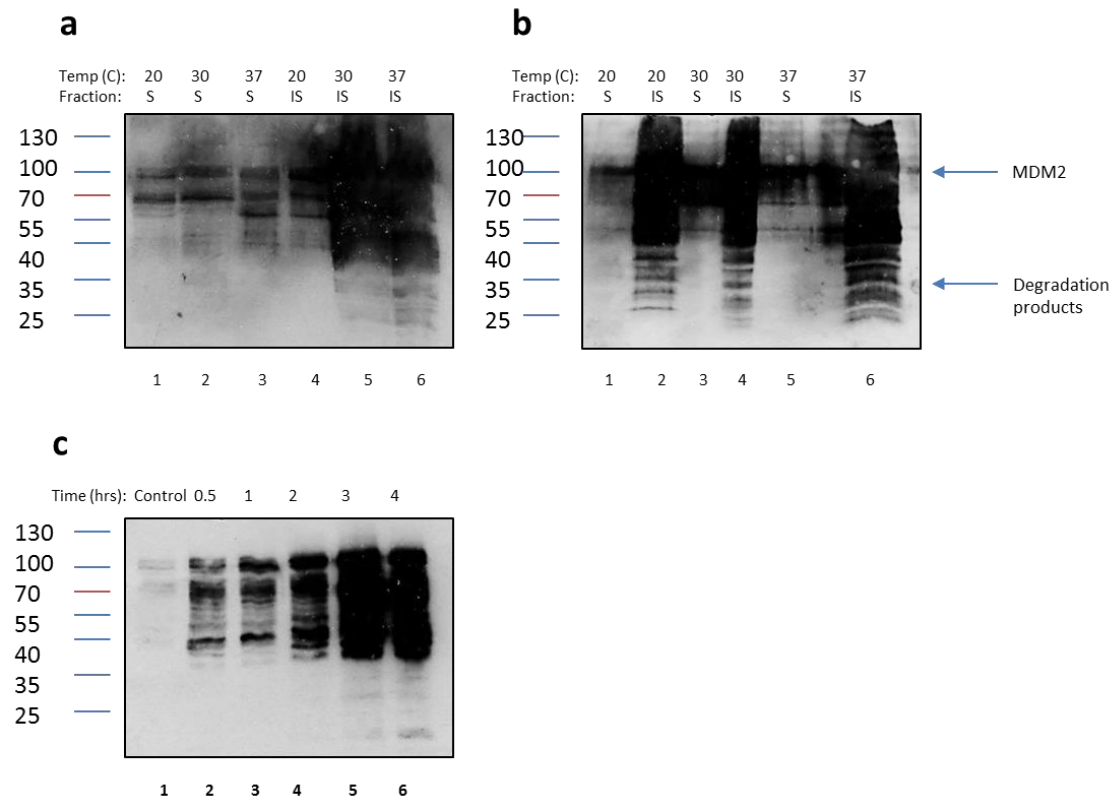 a
Temp (C): 20 30 37 20 30 37
Fraction: S S S IS IS IS
130
100
70
55
40
35
25
1 2 3 4 5 6
b
Temp (C): 20 20 30 30 37 37
Fraction: S IS S IS S IS
130
100
70
55
40
35
25
MDM2
Degradation
products
1 2 3 4 5 6
c
Time (hrs): Control 0.5 1 2 3 4
130
100
70
55
40
35
25
1 2 3 4 5 6